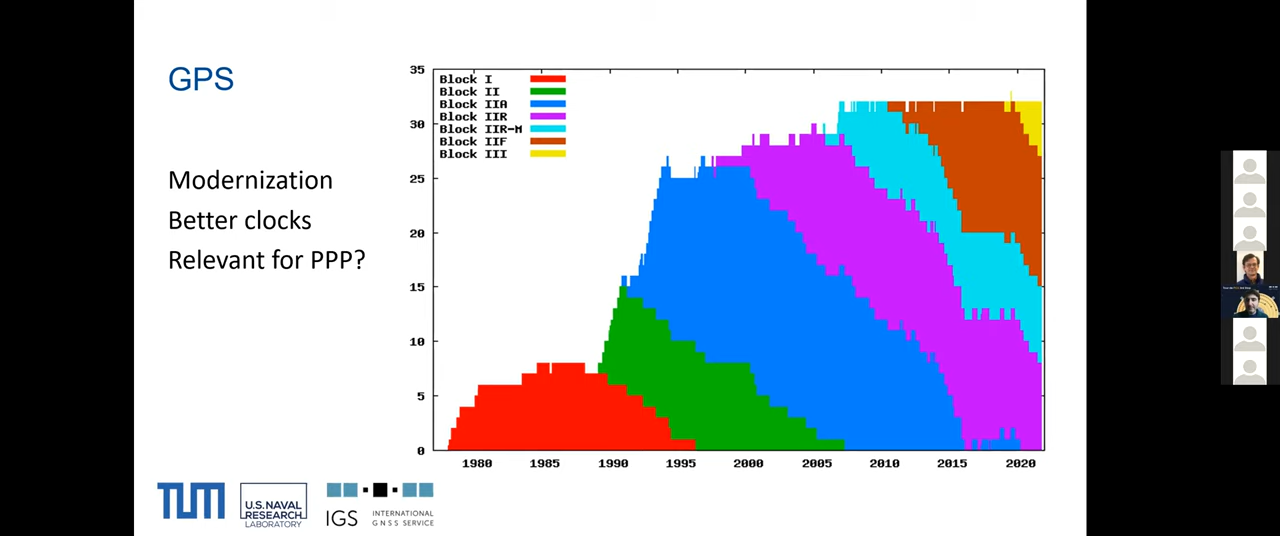 GPS
Modernization
Better clocks
Relevant for PPP?
35
30
25
20
15
10
5
0
Block I
Block II
Block IIA
Block IIR
Block IIR-M
Block IIF
Block III
1980 1985 1990 1995 2000 2005 2010 2015 2020
TUM
U.S. NAVAL
RESEARCH
LABORATORY
IGS
INTERNATIONAL
GNSS SERVICE